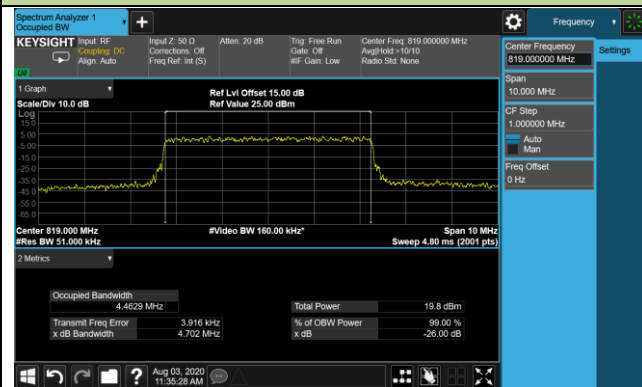 Spectrum Analyzer 1
Occupied BW
Frequency
KEYSIGHT
Input: RF
Coupling: DC
Align: Auto
Input Z: 50 Ω
Corrections: Off
Freq Ref: Int (S)
Atten: 20 dB
Trig: Free Run
Gate: Off
#IF Gain: Low
Center Freq: 819.000000 MHz
Avg|Hold:>10/10
Radio Std: None
1 Graph
Scale/Div 10.0 dB
Ref Lvl Offset 15.00 dB
Ref Value 25.00 dBm
Log
15.0
5.00
-5.00
-15.0
-25.0
-35.0
-45.0
-55.0
-65.0
Center 819.000 MHz
#Res BW 51.000 kHz
#Video BW 160.00 kHz*
Span 10 MHz
Sweep 4.80 ms (2001 pts)
2 Metrics
Occupied Bandwidth
4.4629 MHz
Total Power 19.8 dBm
Transmit Freq Error 3.916 kHz
% of OBW Power 99.00 %
x dB Bandwidth 4.702 MHz
x dB -26.00 dB
Aug 03, 2020
11:35:28 AM
Center Frequency
819.000000 MHz
Settings
Span
10.000 MHz
CF Step
1.000000 MHz
Auto
Man
Freq Offset
0 Hz